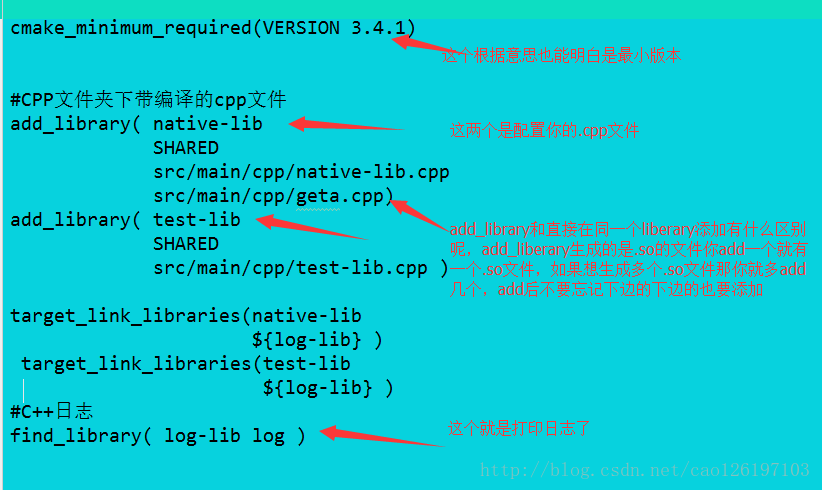 cmake_minimum_required(VERSION 3.4.1)
这个根据意思也能明白是最小版本
#CPP文件夹下带编译的cpp文件
add_library( native-lib
这两个是配置你的.cpp文件
SHARED
src/main/cpp/native-lib.cpp
src/main/cpp/geta.cpp)
add_library( test-lib
SHARED
src/main/cpp/test-lib.cpp )
add_library和直接在同一个liberary添加有什么区别
呢，add_liberary生成的是.so的文件你add一个就有
一个.so文件，如果想生成多个.so文件那你就多add
几个，add后不要忘记下边的下边的也要添加
target_link_libraries(native-lib
${log-lib} )
target_link_libraries(test-lib
${log-lib} )
#C++日志
find_library( log-lib log )
这个就是打印日志了
http://blog.csdn.net/cao126197103